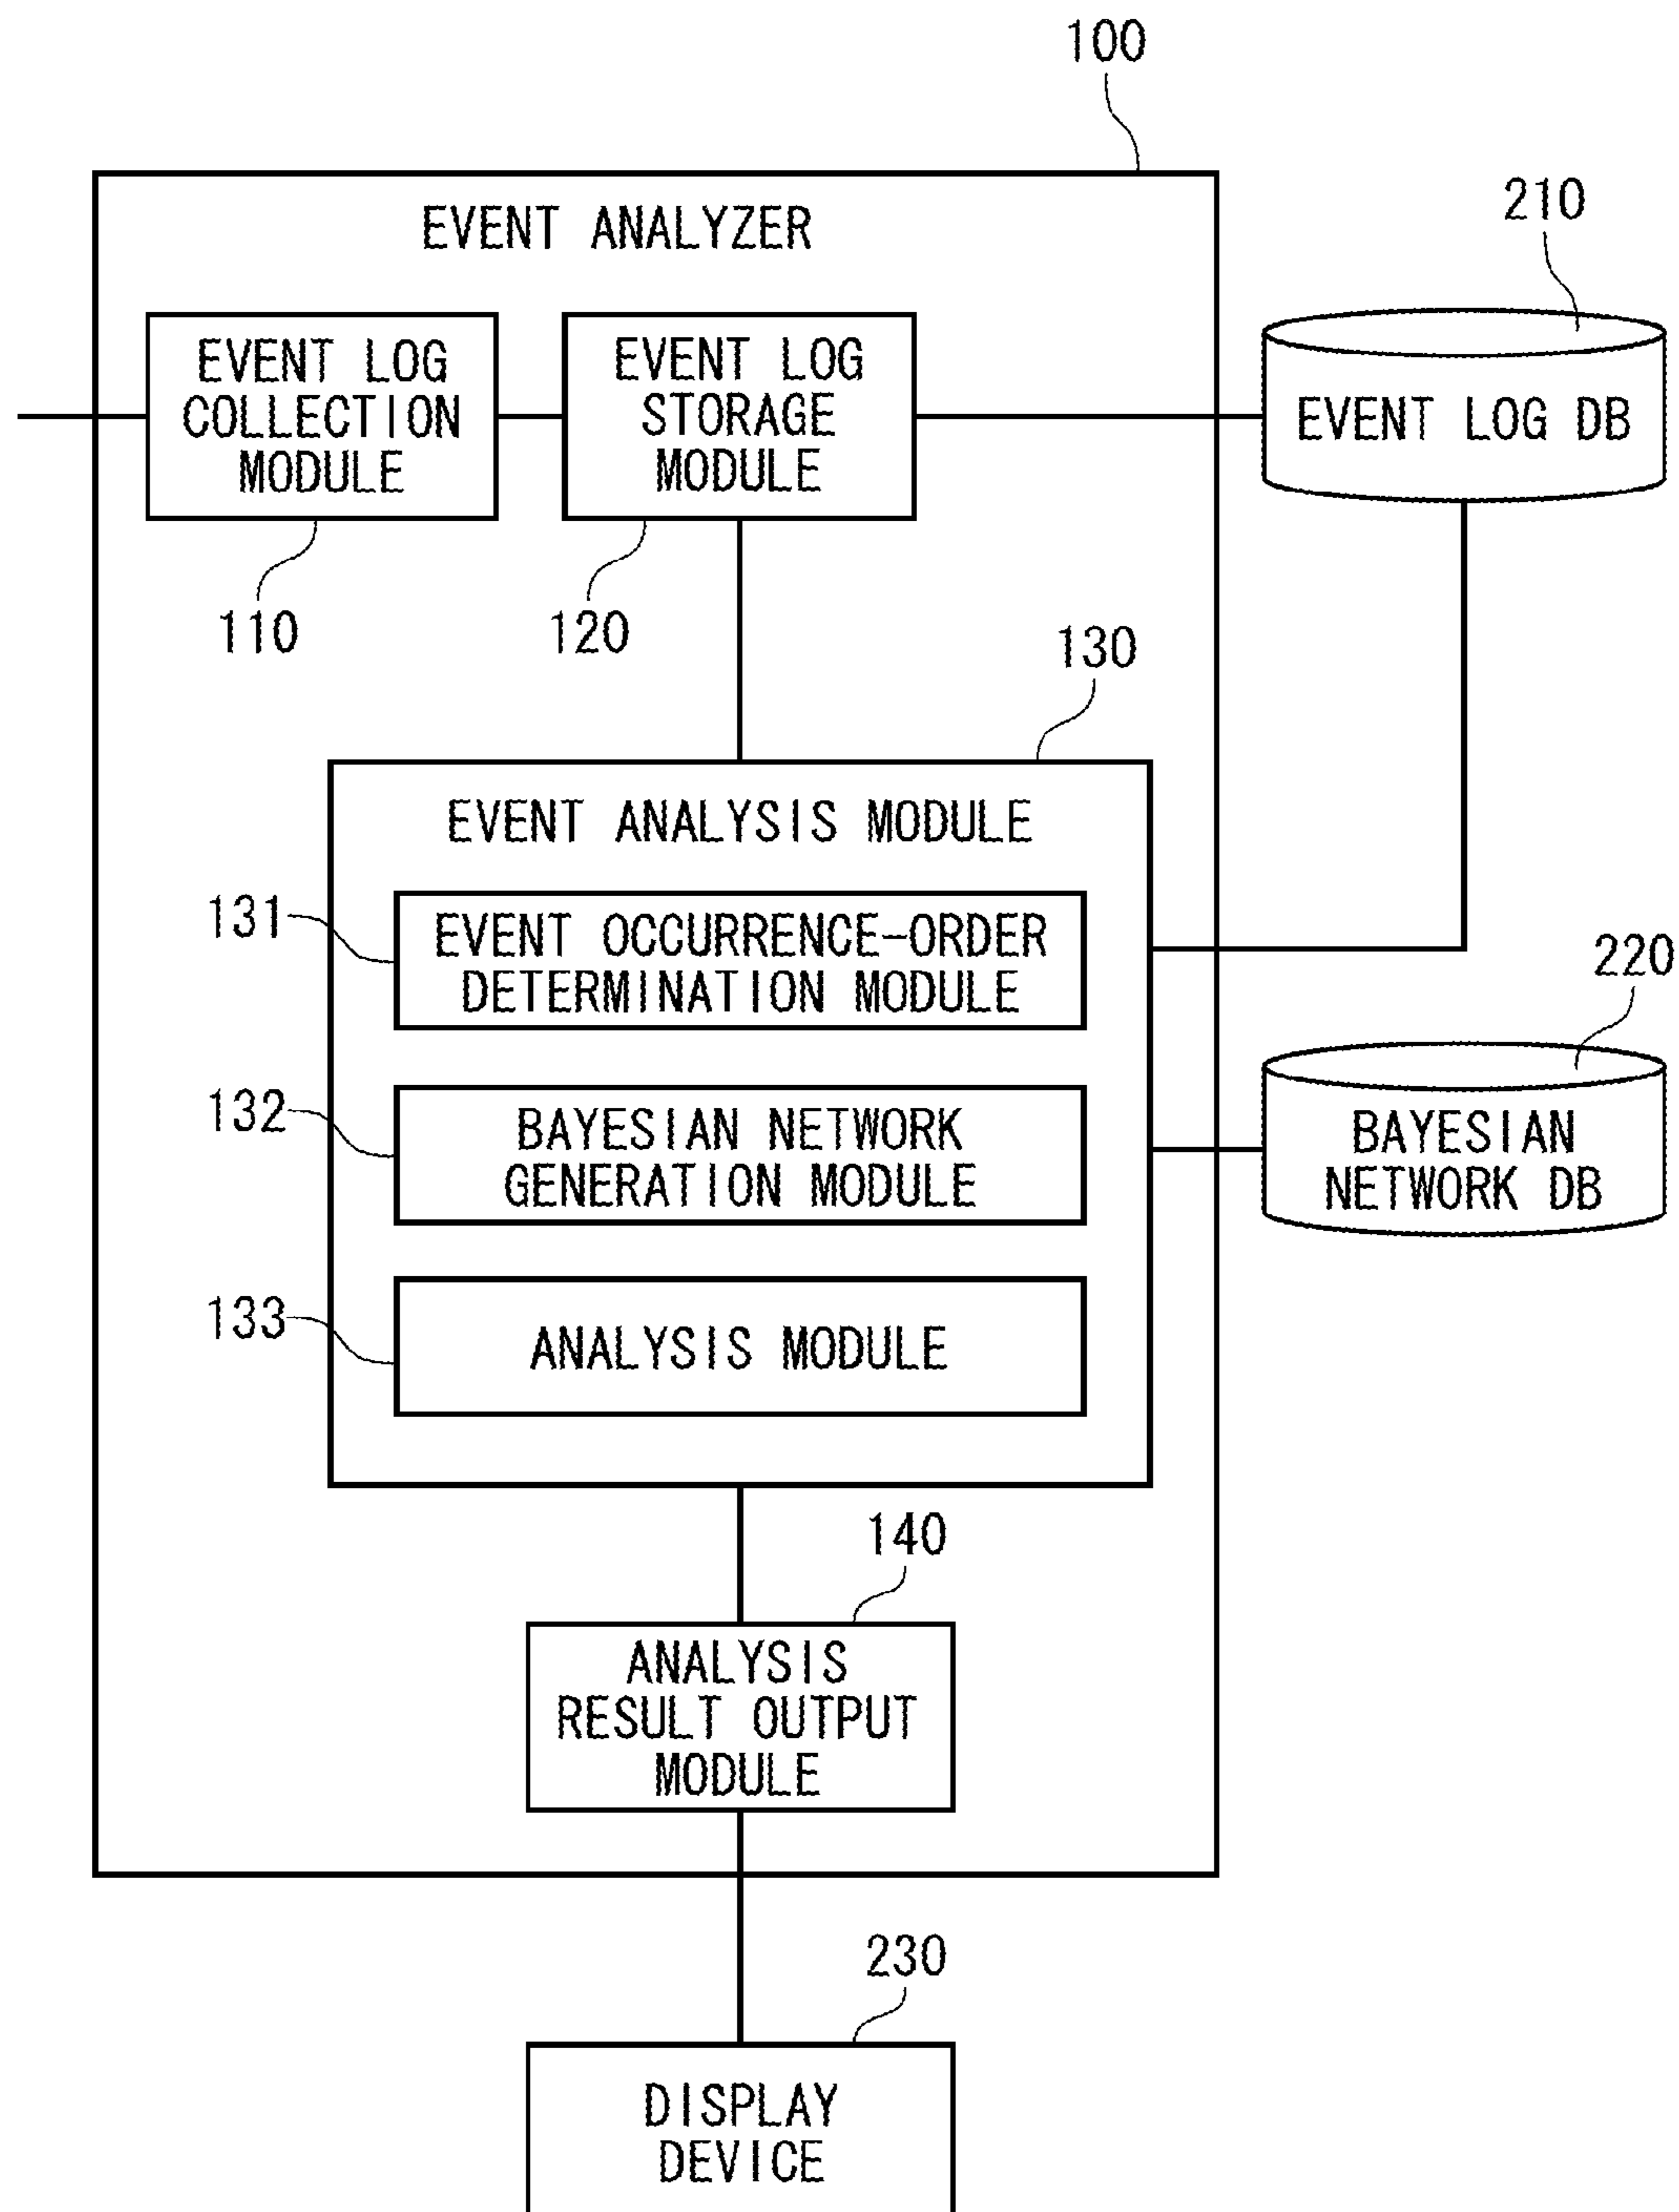 100
EVENT ANALYZER
210
EVENT LOG
COLLECTION
MODULE
EVENT LOG
STORAGE
MODULE
EVENT LOG DB
110
120
130
EVENT ANALYSIS MODULE
131
EVENT OCCURRENCE-ORDER
DETERMINATION MODULE
220
132
BAYESIAN NETWORK
GENERATION MODULE
BAYESIAN
NETWORK DB
133
ANALYSIS MODULE
140
ANALYSIS
RESULT OUTPUT
MODULE
230
DISPLAY
DEVICE